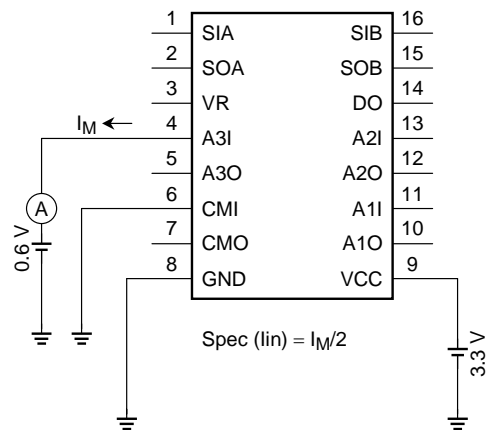 1 SIA SIB 16
2 SOA SOB 15
3 VR DO 14
I_M ← 4 A3I A2I 13
5 A3O A2O 12
A
0.6 V
6 CMI A1I 11
7 CMO A1O 10
8 GND VCC 9
Spec (Iin) = I_M/2
3.3 V